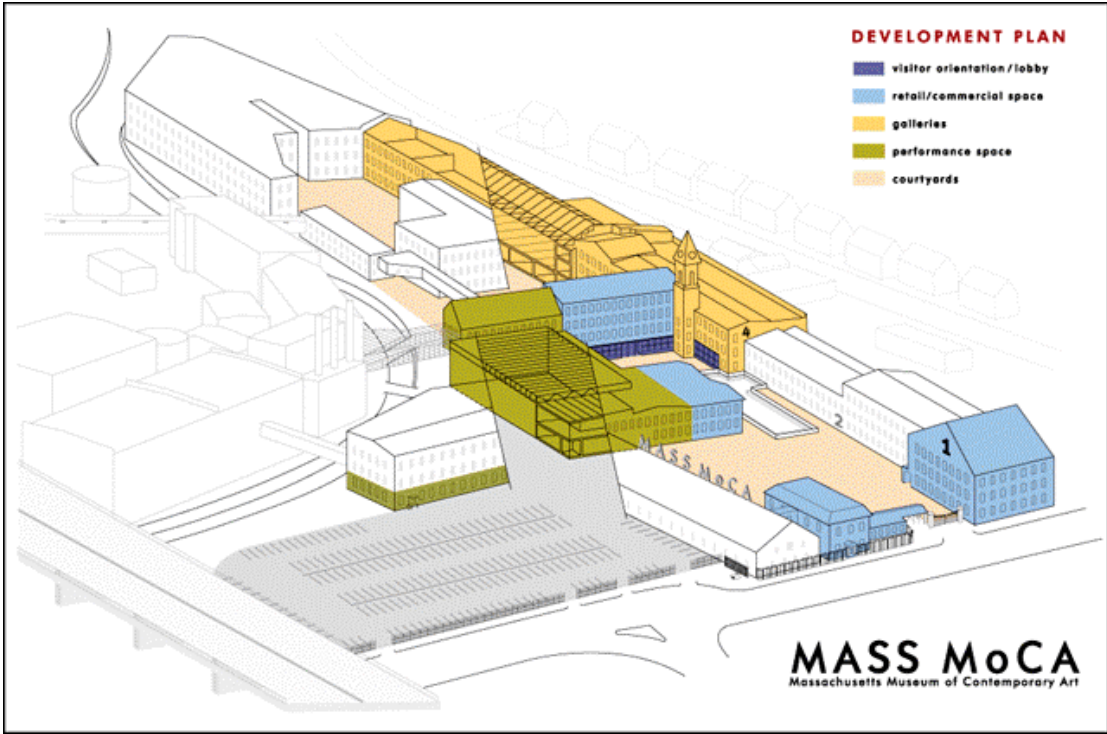 DEVELOPMENT PLAN
visitor orientation/lobby
retail/commercial space
galleries
performance space
courtyards
4
2
1
MASS MoCA
MASS MoCA
Massachusetts Museum of Contemporary Art